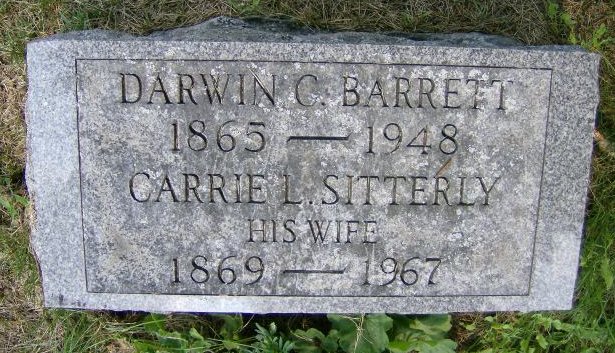 DARWIN C. BARRETT
1865 — 1948
CARRIE L. SITTERLY
HIS WIFE
1869 — 1967